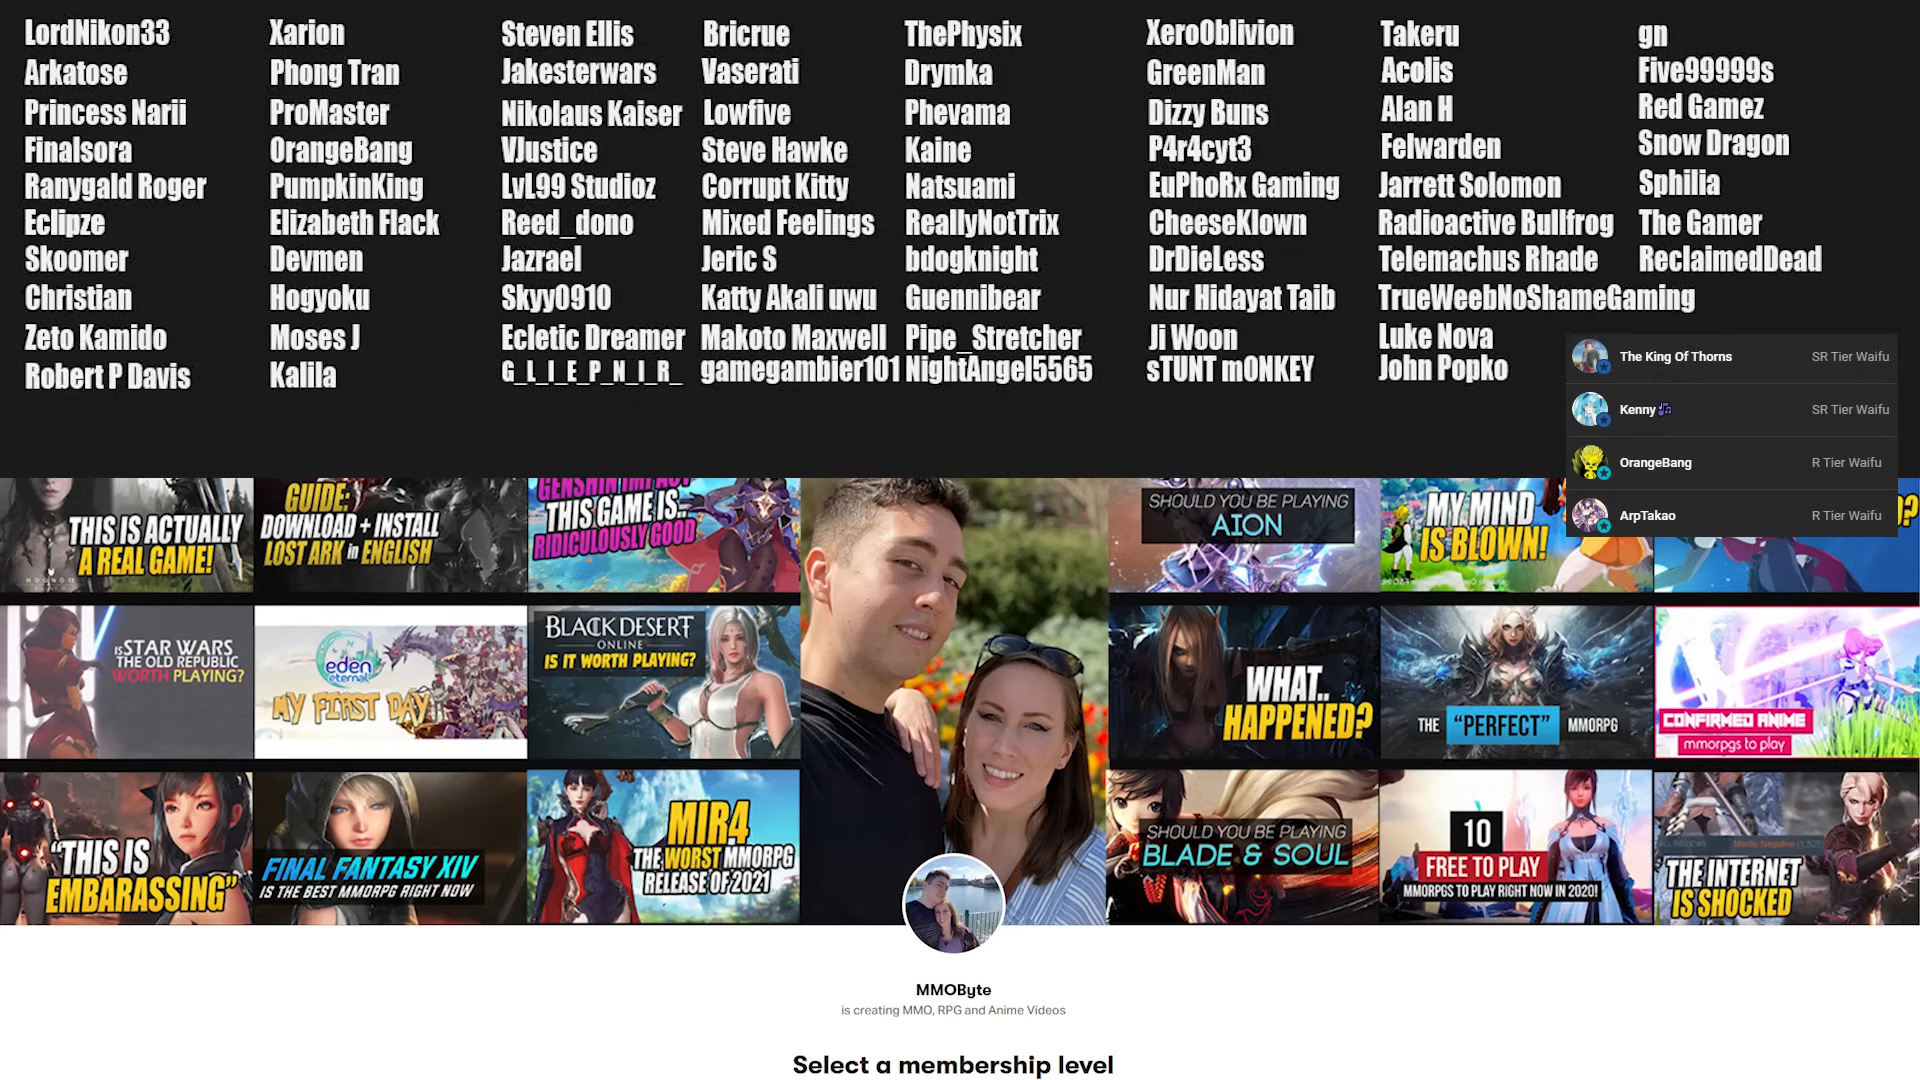 LordNikon33
Arkatose
Princess Narii
Finalsora
Ranygald Roger
Eclipze
Skoomer
Christian
Zeto Kamido
Robert P Davis
Xarion
Phong Tran
ProMaster
OrangeBang
PumpkinKing
Elizabeth Flack
Devmen
Hogyoku
Moses J
Kalila
Steven Ellis
Jakesterwars
Nikolaus Kaiser
VJustice
LvL99 Studioz
Reed_dono
Jazrael
Skyy0910
Ecletic Dreamer
G_L_I_E_P_N_I_R_
Bricrue
Vaserati
Lowfive
Steve Hawke
Corrupt Kitty
Mixed Feelings
Jeric S
Katty Akali uwu
Makoto Maxwell
gamegambier101
ThePhysix
Drymka
Phevama
Kaine
Natsuami
ReallyNotTrix
bdogknight
Guennibear
Pipe_Stretcher
NightAngel5565
XeroOblivion
GreenMan
Dizzy Buns
P4r4cyt3
EuPhoRx Gaming
CheeseKlown
DrDieLess
Nur Hidayat Taib
Ji Woon
sTUNT mONKEY
Takeru
Acolis
Alan H
Felwarden
Jarrett Solomon
Radioactive Bullfrog
Telemachus Rhade
TrueWeebNoShameGaming
Luke Nova
John Popko
gn
Five99999s
Red Gamez
Snow Dragon
Sphilia
The Gamer
ReclaimedDead
The King Of Thorns SR Tier Waifu
Kenny SR Tier Waifu
OrangeBang R Tier Waifu
ArpTakao R Tier Waifu
THIS IS ACTUALLY
A REAL GAME!
GUIDE:
DOWNLOAD + INSTALL
LOST ARK in ENGLISH
GENSHIN IMPACT
THIS GAME IS..
RIDICULOUSLY GOOD
SHOULD YOU BE PLAYING
AION
MY MIND
IS BLOWN!
?
IS STAR WARS
THE OLD REPUBLIC
WORTH PLAYING?
eden
eternal
MY FIRST DAY
BLACK DESERT
ONLINE
IS IT WORTH PLAYING?
WHAT..
HAPPENED?
THE "PERFECT" MMORPG
CONFIRMED ANIME
mmorpgs to play
"THIS IS
EMBARASSING"
FINAL FANTASY XIV
IS THE BEST MMORPG RIGHT NOW
MIR4
THE WORST MMORPG
RELEASE OF 2021
SHOULD YOU BE PLAYING
BLADE & SOUL
10
FREE TO PLAY
MMORPGS TO PLAY RIGHT NOW IN 2020!
Mostly Negative
THE INTERNET
IS SHOCKED
MMOByte
is creating MMO, RPG and Anime Videos
Select a membership level